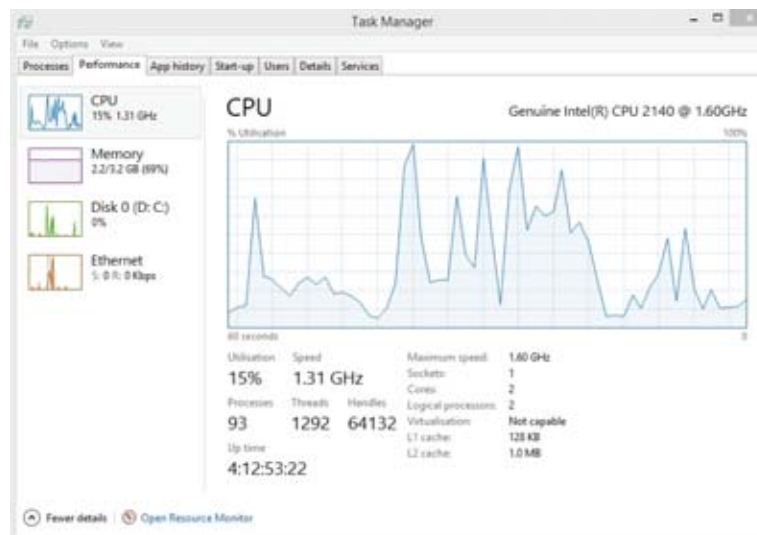 Task Manager
File Options View
Processes Performance App history Start-up Users Details Services
CPU
15% 1.31 GHz
Memory
2.2/3.2 GB (69%)
Disk 0 (D: C:)
0%
Ethernet
S: 0 R: 0 Kbps
CPU Genuine Intel(R) CPU 2140 @ 1.60GHz
% Utilisation 100%
60 seconds 0
Utilisation Speed
15% 1.31 GHz
Processes Threads Handles
93 1292 64132
Up time
4:12:53:22
Maximum speed: 1.60 GHz
Sockets: 1
Cores: 2
Logical processors: 2
Virtualisation: Not capable
L1 cache: 128 KB
L2 cache: 1.0 MB
Fewer details Open Resource Monitor